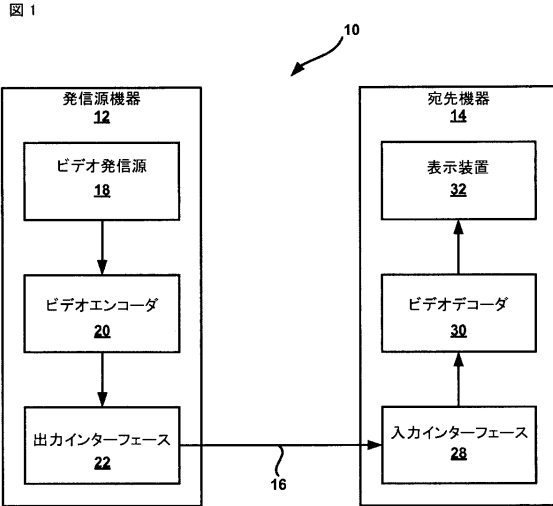 図 1
10
発信源機器
12
ビデオ発信源
18
ビデオエンコーダ
20
出力インターフェース
22
16
宛先機器
14
表示装置
32
ビデオデコーダ
30
入力インターフェース
28